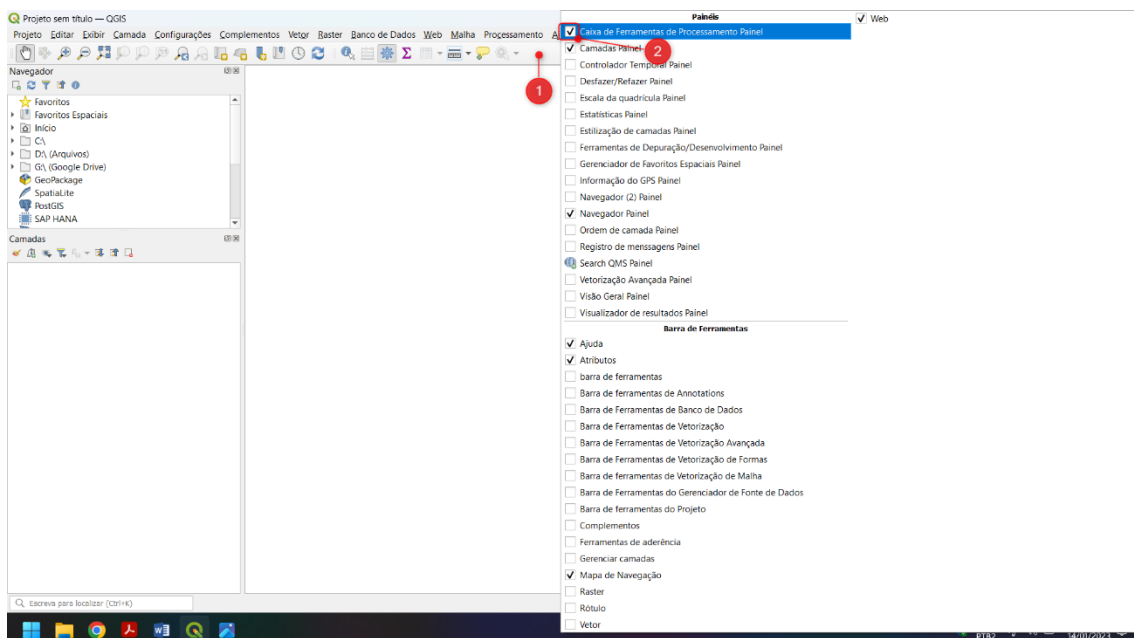 Projeto sem título — QGIS
Projeto Editar Exibir Camada Configurações Complementos Vetor Raster Banco de Dados Web Malha Processamento
1
Navegador
Favoritos
Favoritos Espaciais
Início
C:\
D:\ (Arquivos)
G:\ (Google Drive)
GeoPackage
SpatiaLite
PostGIS
SAP HANA
Camadas
Escreva para localizar (Ctrl+K)
Painéis
Caixa de Ferramentas de Processamento Painel
2
Camadas Painel
Controlador Temporal Painel
Desfazer/Refazer Painel
Escala da quadrícula Painel
Estatísticas Painel
Estilização de camadas Painel
Ferramentas de Depuração/Desenvolvimento Painel
Gerenciador de Favoritos Espaciais Painel
Informação do GPS Painel
Navegador (2) Painel
Navegador Painel
Ordem de camada Painel
Registro de menssagens Painel
Search QMS Painel
Vetorização Avançada Painel
Visão Geral Painel
Visualizador de resultados Painel
Barra de Ferramentas
Ajuda
Atributos
barra de ferramentas
Barra de ferramentas de Annotations
Barra de Ferramentas de Banco de Dados
Barra de Ferramentas de Vetorização
Barra de Ferramentas de Vetorização Avançada
Barra de Ferramentas de Vetorização de Formas
Barra de ferramentas de Vetorização de Malha
Barra de Ferramentas do Gerenciador de Fonte de Dados
Barra de ferramentas do Projeto
Complementos
Ferramentas de aderência
Gerenciar camadas
Mapa de Navegação
Raster
Rótulo
Vetor
Web
PTB2
14/01/2023